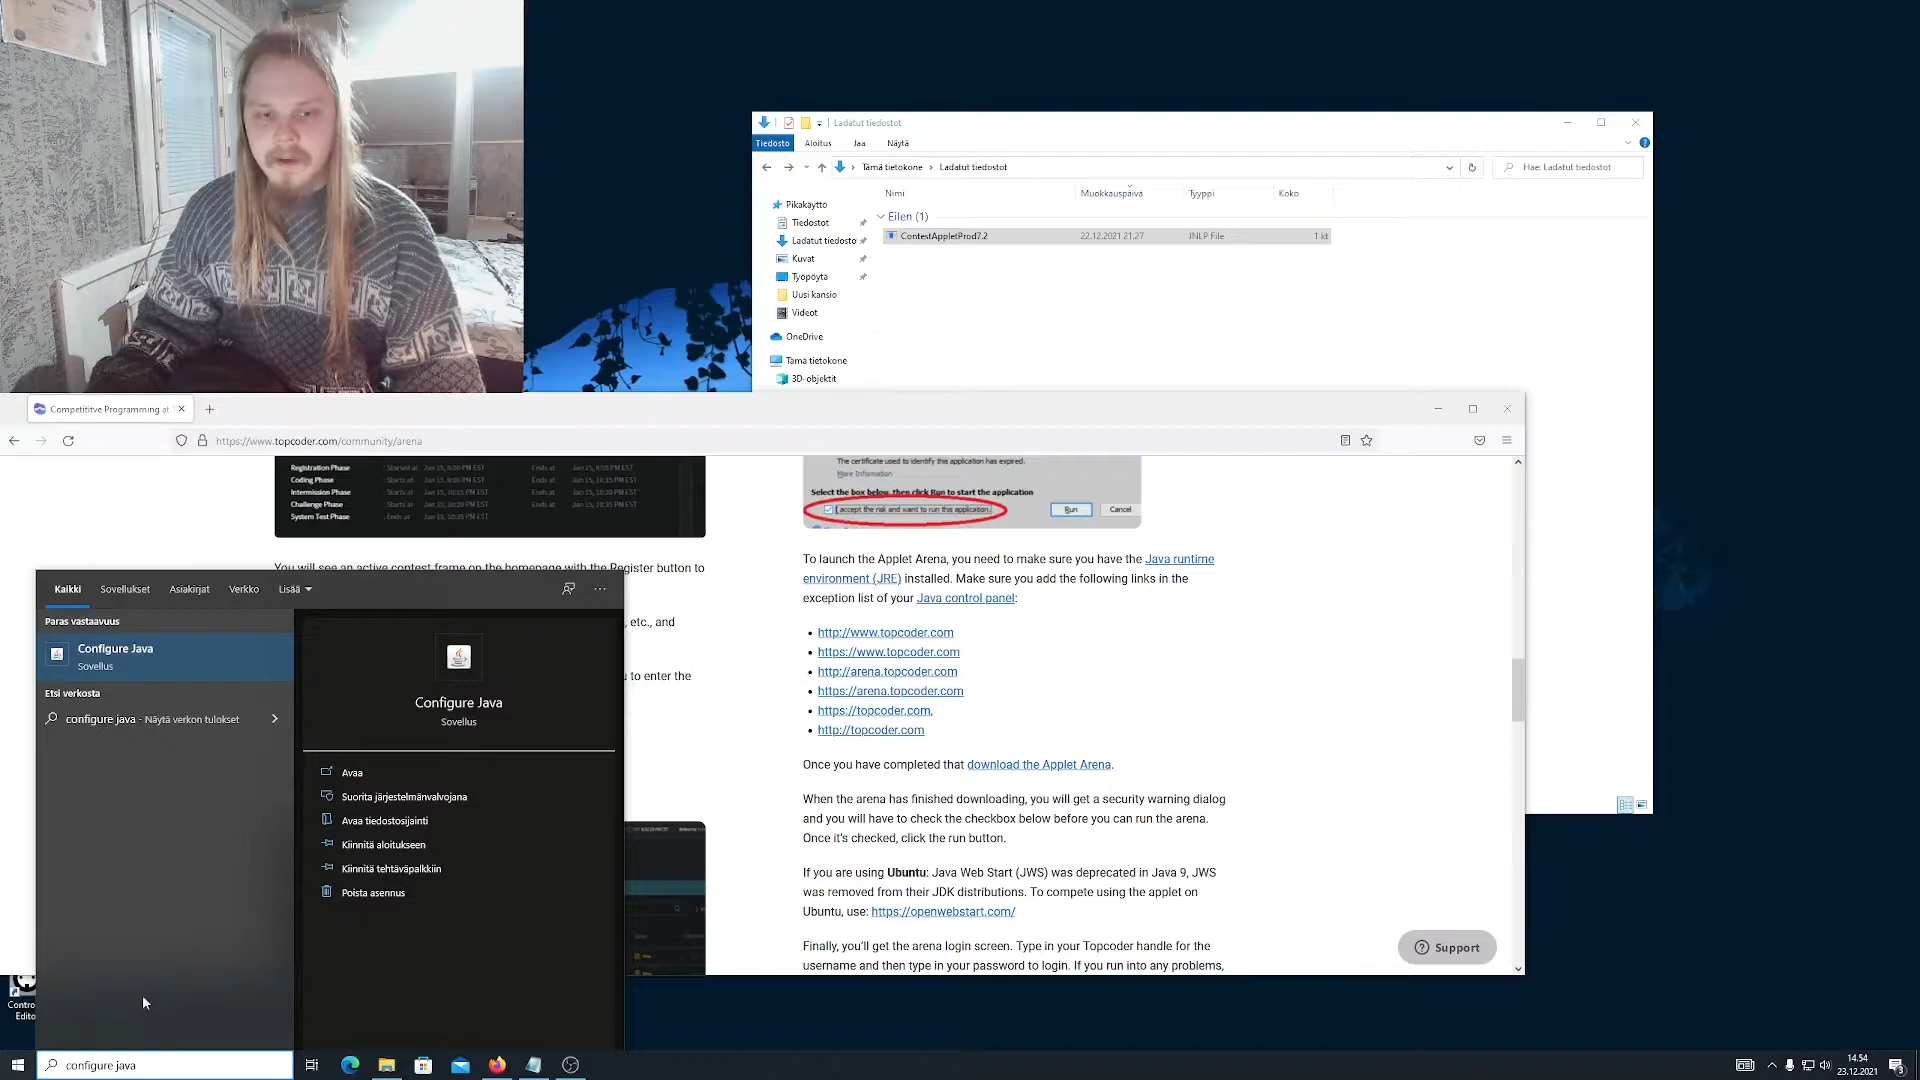 Ladatut tiedostot
Tiedosto
Aloitus
Jaa
Näytä
Tämä tietokone
Ladatut tiedostot
Hae: Ladatut tiedostot
Nimi
Muokkauspäivä
Tyyppi
Koko
Pikakäyttö
Tiedostot
Ladatut tiedosto
Kuvat
Työpöytä
Uusi kansio
Videot
OneDrive
Tämä tietokone
3D-objektit
Eilen (1)
ContestAppletProd7.2
22.12.2021 21.27
JNLP File
1 kt
Competititve Programming at
https://www.topcoder.com/community/arena
Registration Phase
Coding Phase
Intermission Phase
Challenge Phase
System Test Phase
You will see an active contest frame on the homepage with the Register button to
, etc., and
u to enter the
The certificate used to identify this application has expired.
More Information
Select the box below, then click Run to start the application
I accept the risk and want to run this application.
Run
Cancel
To launch the Applet Arena, you need to make sure you have the Java runtime
environment (JRE) installed. Make sure you add the following links in the
exception list of your Java control panel:
• http://www.topcoder.com
• https://www.topcoder.com
• http://arena.topcoder.com
• https://arena.topcoder.com
• https://topcoder.com,
• http://topcoder.com
Once you have completed that download the Applet Arena.
When the arena has finished downloading, you will get a security warning dialog
and you will have to check the checkbox below before you can run the arena.
Once it's checked, click the run button.
If you are using Ubuntu: Java Web Start (JWS) was deprecated in Java 9, JWS
was removed from their JDK distributions. To compete using the applet on
Ubuntu, use: https://openwebstart.com/
Finally, you'll get the arena login screen. Type in your Topcoder handle for the
username and then type in your password to login. If you run into any problems,
Support
Kaikki
Sovellukset
Asiakirjat
Verkko
Lisää
Paras vastaavuus
Configure Java
Sovellus
Etsi verkosta
configure java - Näytä verkon tulokset
Configure Java
Sovellus
Avaa
Suorita järjestelmänvalvojana
Avaa tiedostosijainti
Kiinnitä aloitukseen
Kiinnitä tehtäväpalkkiin
Poista asennus
Contro
Edito
configure java
14.54
23.12.2021
3